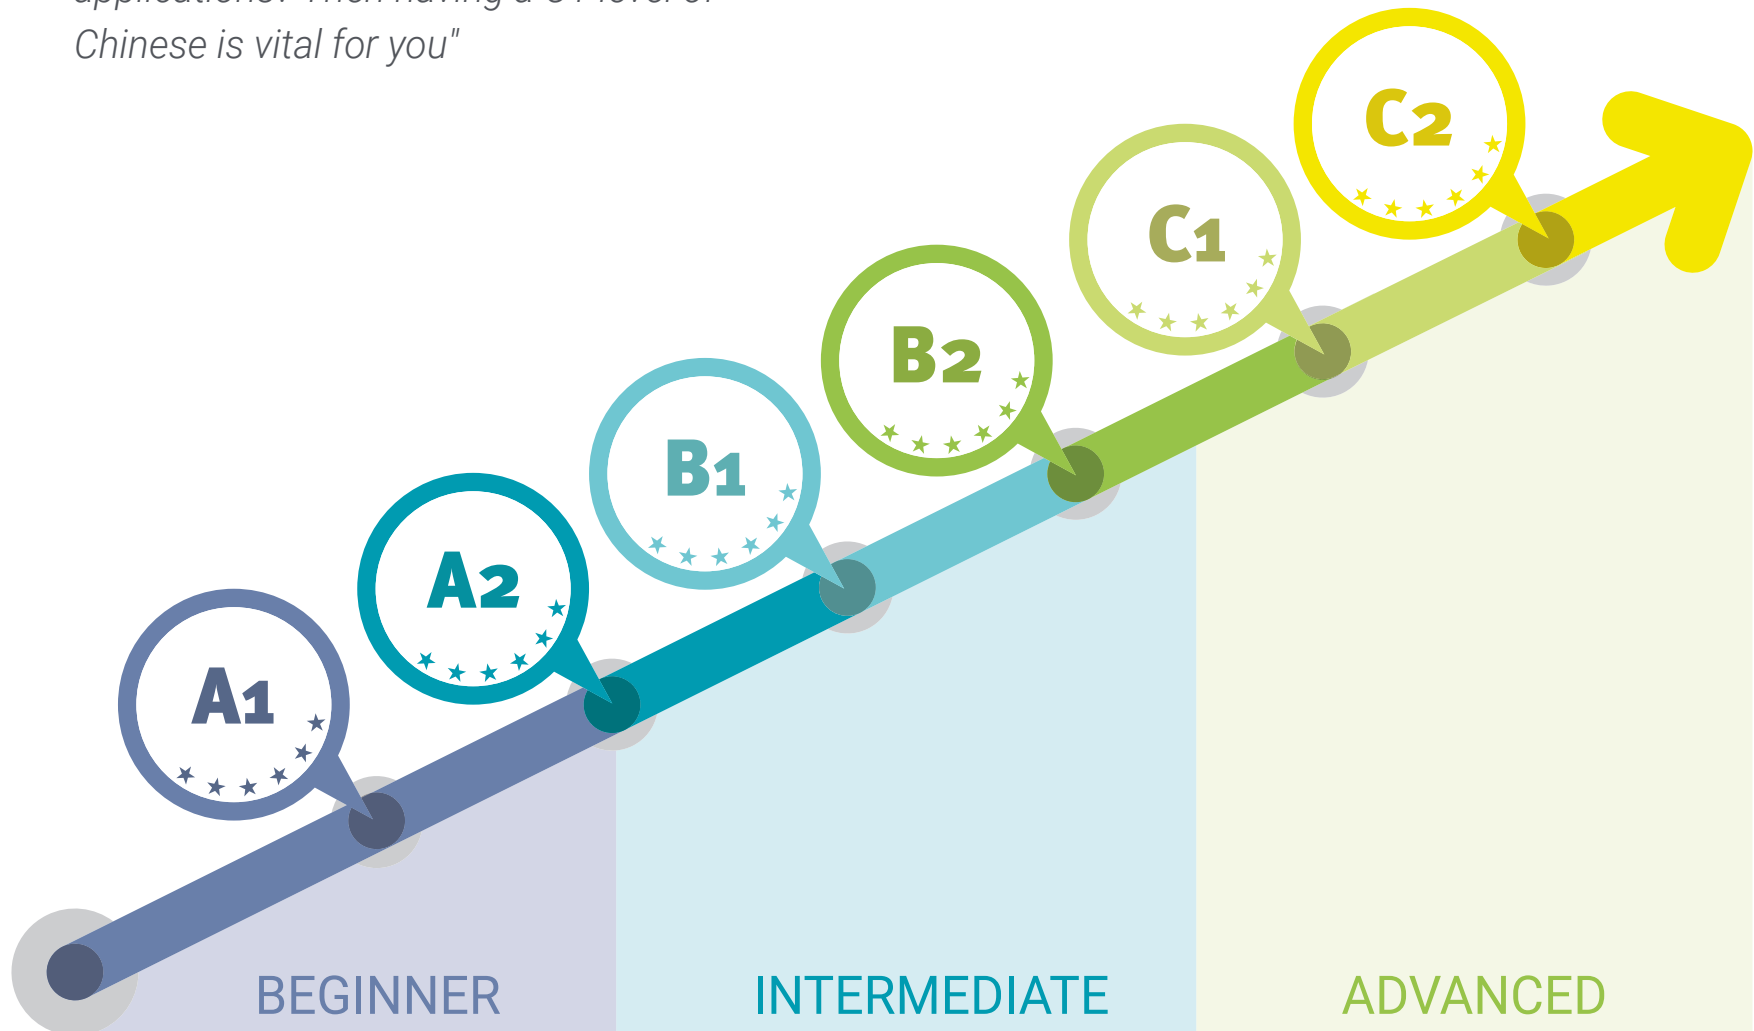 Chinese is vital for you"
C2
C1
B2
B1
A2
A1
BEGINNER
INTERMEDIATE
ADVANCED